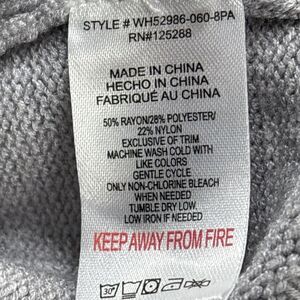 STYLE # WH52986-060-8PA
RN#125288
MADE IN CHINA
HECHO IN CHINA
FABRIQUÉ AU CHINA
50% RAYON/28% POLYESTER/
22% NYLON
EXCLUSIVE OF TRIM
MACHINE WASH COLD WITH
LIKE COLORS
GENTLE CYCLE
ONLY NON-CHLORINE BLEACH
WHEN NEEDED
TUMBLE DRY LOW
LOW IRON IF NEEDED
KEEP AWAY FROM FIRE
30°